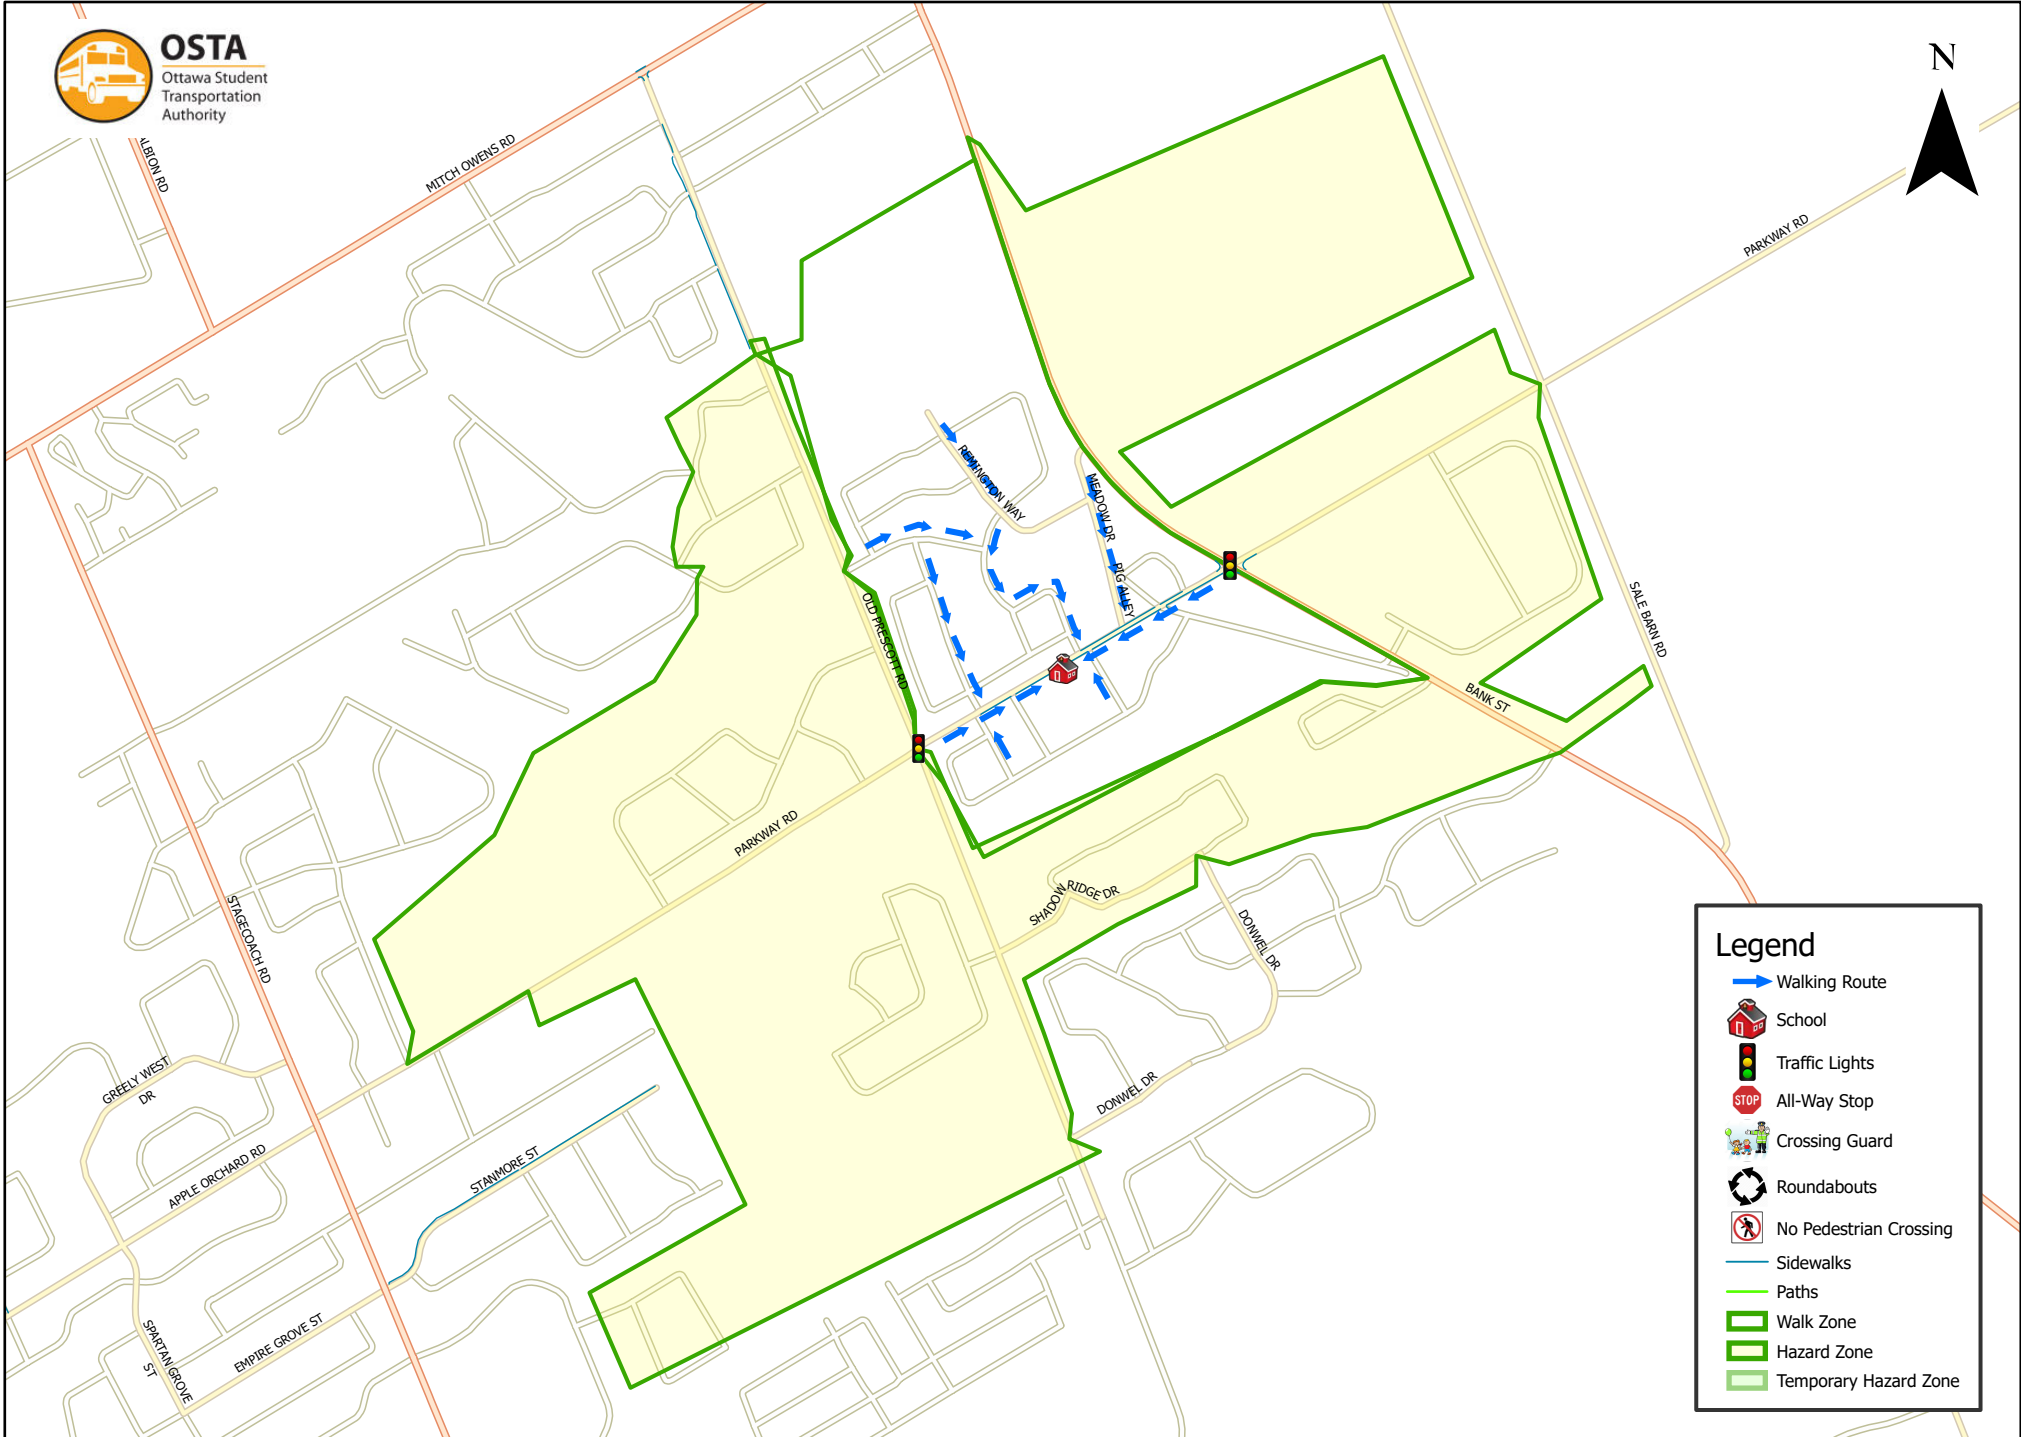 OSTA
Ottawa Student
Transportation
Authority
N
ALBION RD
MITCH OWENS RD
PARKWAY RD
REMINGTON WAY
MEADOW DR
PIG ALLEY
OLD PRESCOTT RD
SALE BARN RD
BANK ST
PARKWAY RD
SHADOW RIDGE DR
DONWEL DR
DONWEL DR
STAGECOACH RD
GREELY WEST
DR
APPLE ORCHARD RD
STANMORE ST
SPARTAN GROVE
ST
EMPIRE GROVE ST
Legend
Walking Route
School
Traffic Lights
STOP
All-Way Stop
Crossing Guard
Roundabouts
No Pedestrian Crossing
Sidewalks
Paths
Walk Zone
Hazard Zone
Temporary Hazard Zone